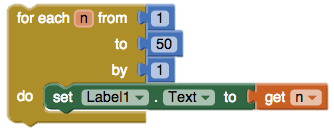 for each n from 1
to 50
by 1
do set Label1 . Text to get n